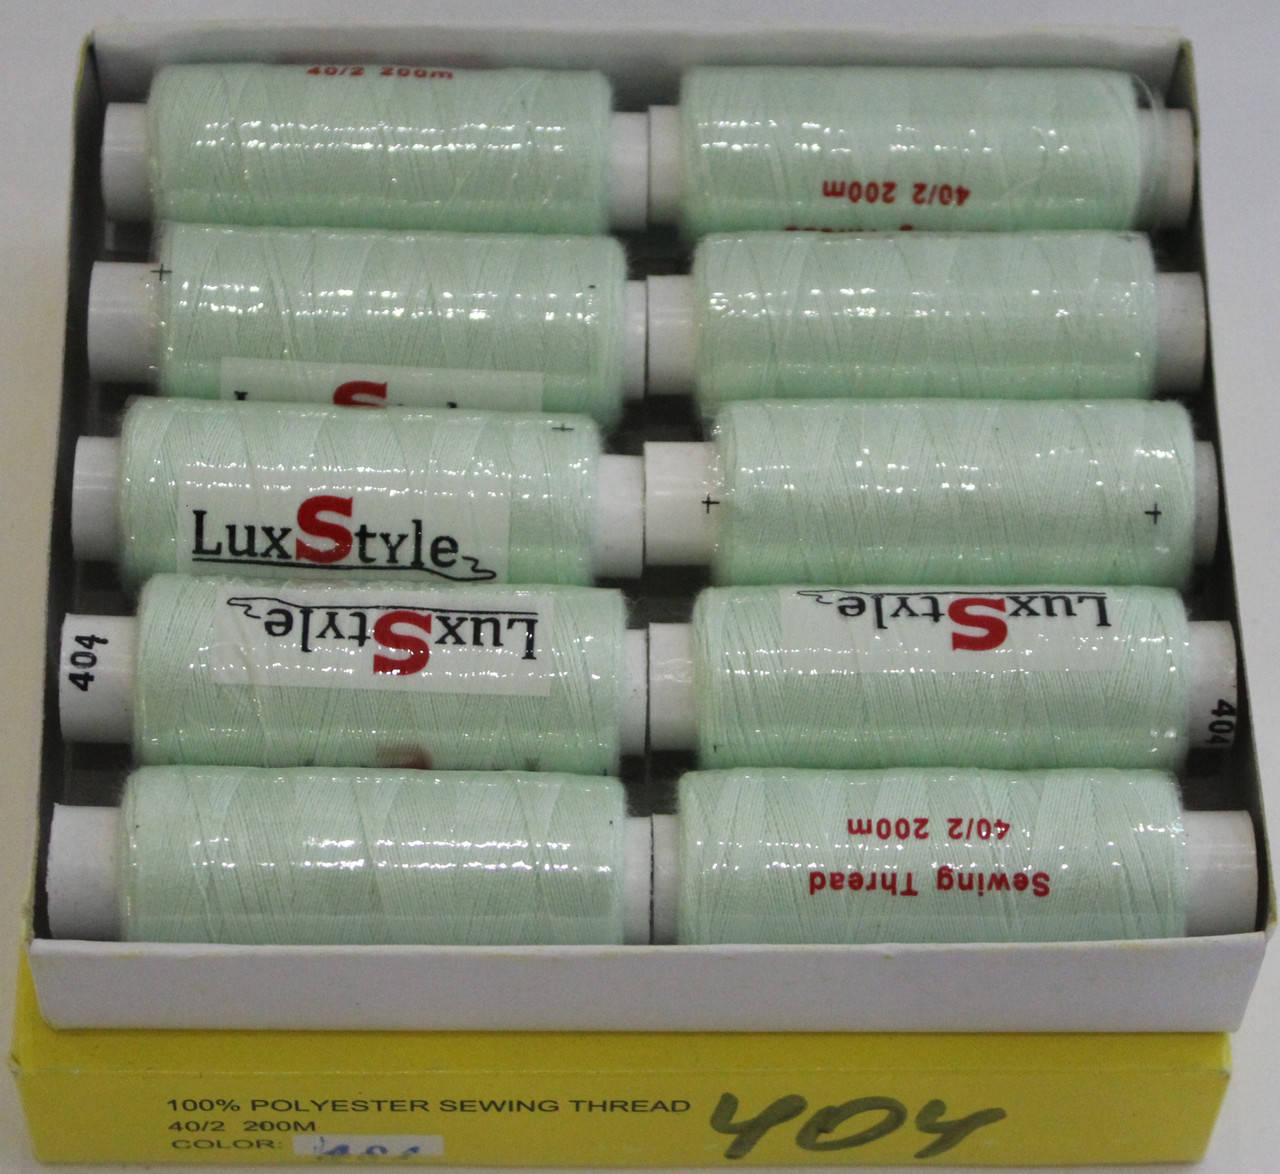 40/2 200m
40/2 200m
LuxStyle
LuxStyle
LuxStyle
404
404
40/2 200m
Sewing Thread
100% POLYESTER SEWING THREAD
40/2 200M
COLOR:
404